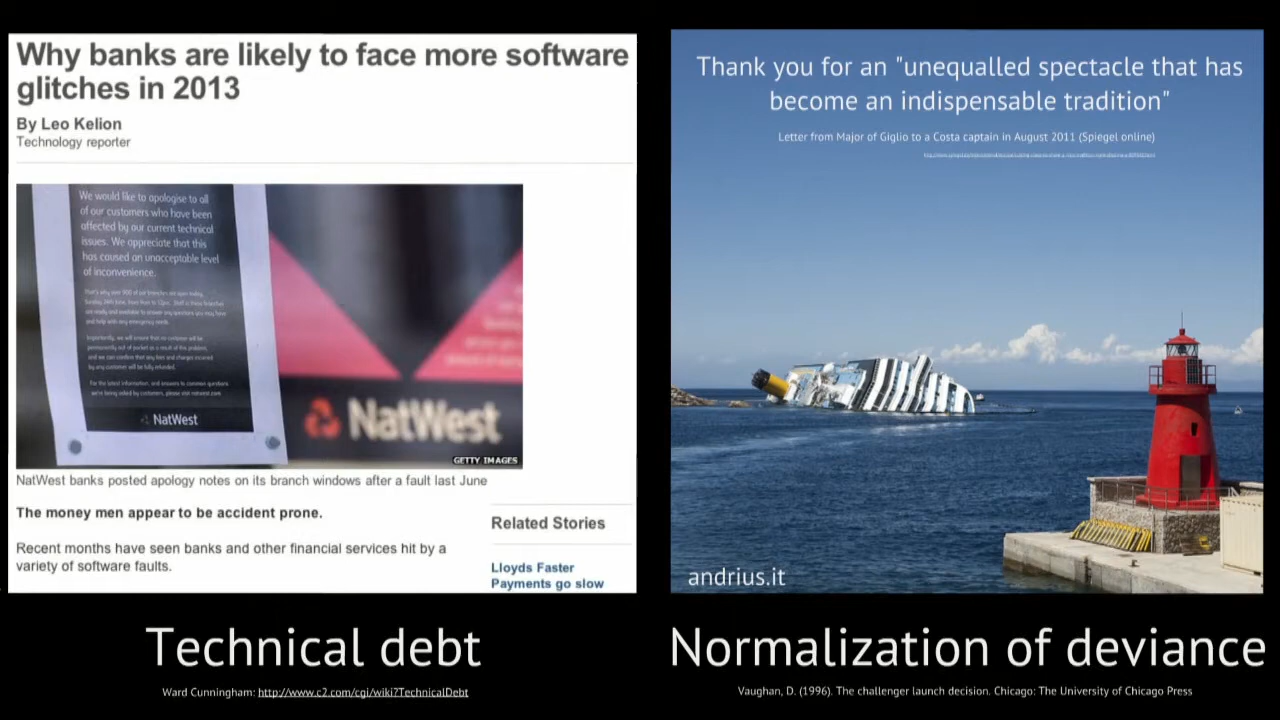 Why banks are likely to face more software
glitches in 2013
By Leo Kelion
Technology reporter
We would like to apologise to all
of our customers who have been
affected by our current technical
issues. We appreciate that this
has caused an unacceptable level
of inconvenience.
NatWest
NatWest
GETTY IMAGES
NatWest banks posted apology notes on its branch windows after a fault last June
The money men appear to be accident prone.
Recent months have seen banks and other financial services hit by a
variety of software faults.
Related Stories
Lloyds Faster
Payments go slow
Technical debt
Ward Cunningham: http://www.c2.com/cgi/wiki?TechnicalDebt
Thank you for an "unequalled spectacle that has
become an indispensable tradition"
Letter from Major of Giglio to a Costa captain in August 2011 (Spiegel online)
andrius.it
Normalization of deviance
Vaughan, D. (1996). The challenger launch decision. Chicago: The University of Chicago Press